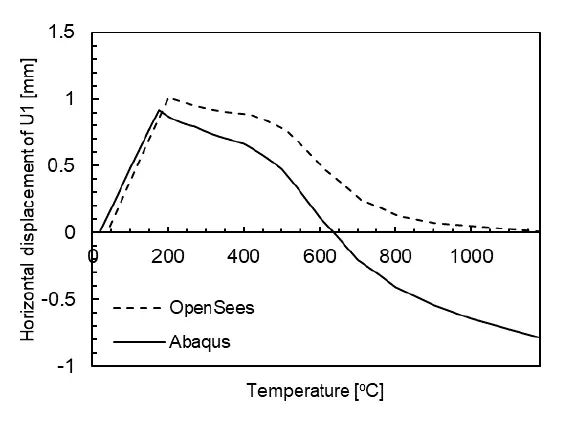 Horizontal displacement of U1 [mm]
1.5
1
0.5
0
-0.5
-1
0 200 400 600 800 1000
OpenSees
Abaqus
Temperature [ºC]